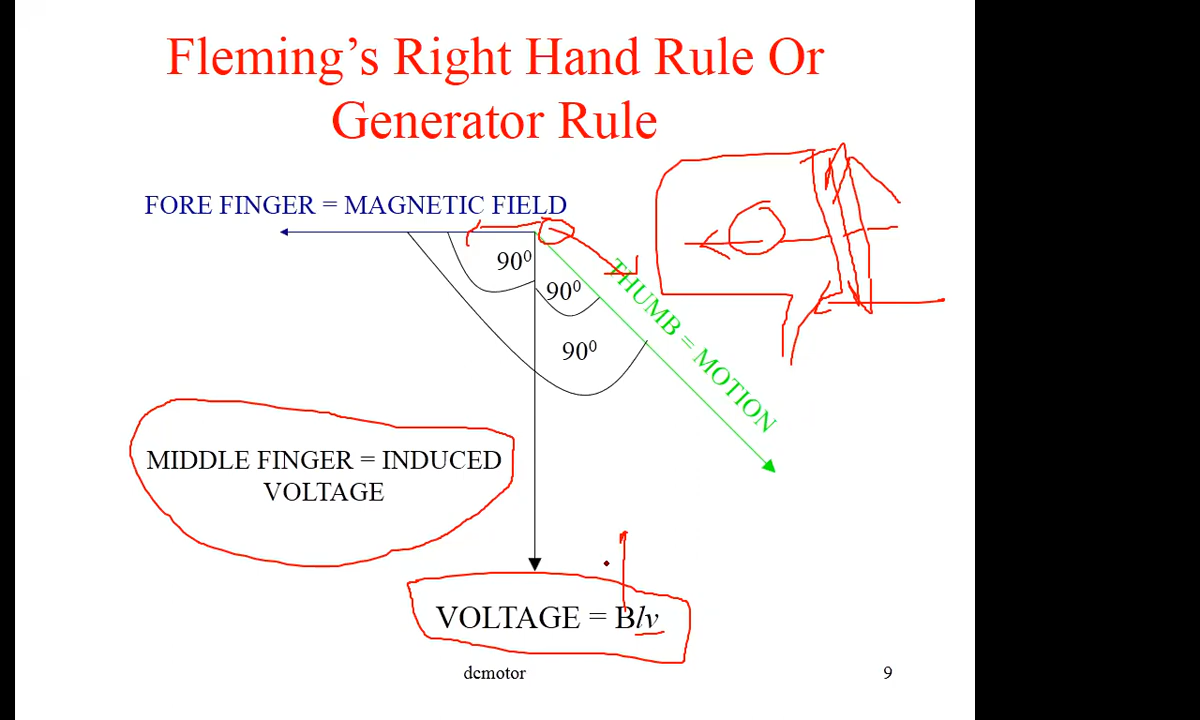 Fleming’s Right Hand Rule Or
Generator Rule
FORE FINGER = MAGNETIC FIELD
90⁰
90⁰
90⁰
THUMB = MOTION
MIDDLE FINGER = INDUCED
VOLTAGE
VOLTAGE = Blv
dcmotor
9